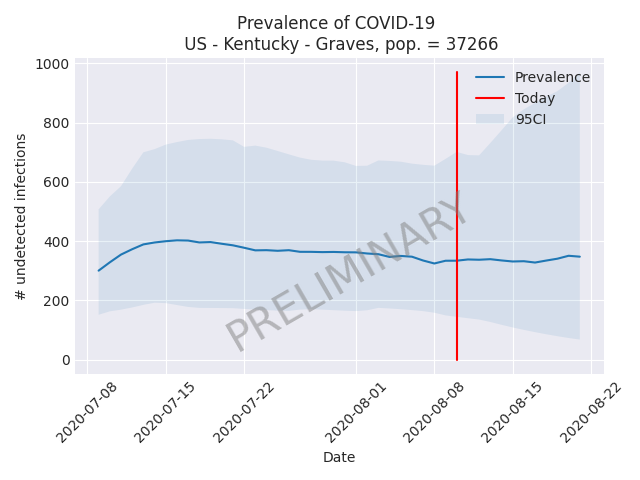 Prevalence of COVID-19
US - Kentucky - Graves, pop. = 37266
# undetected infections
1000
800
600
400
200
0
Prevalence
Today
95CI
PRELIMINARY
2020-07-08
2020-07-15
2020-07-22
2020-08-01
2020-08-08
2020-08-15
2020-08-22
Date